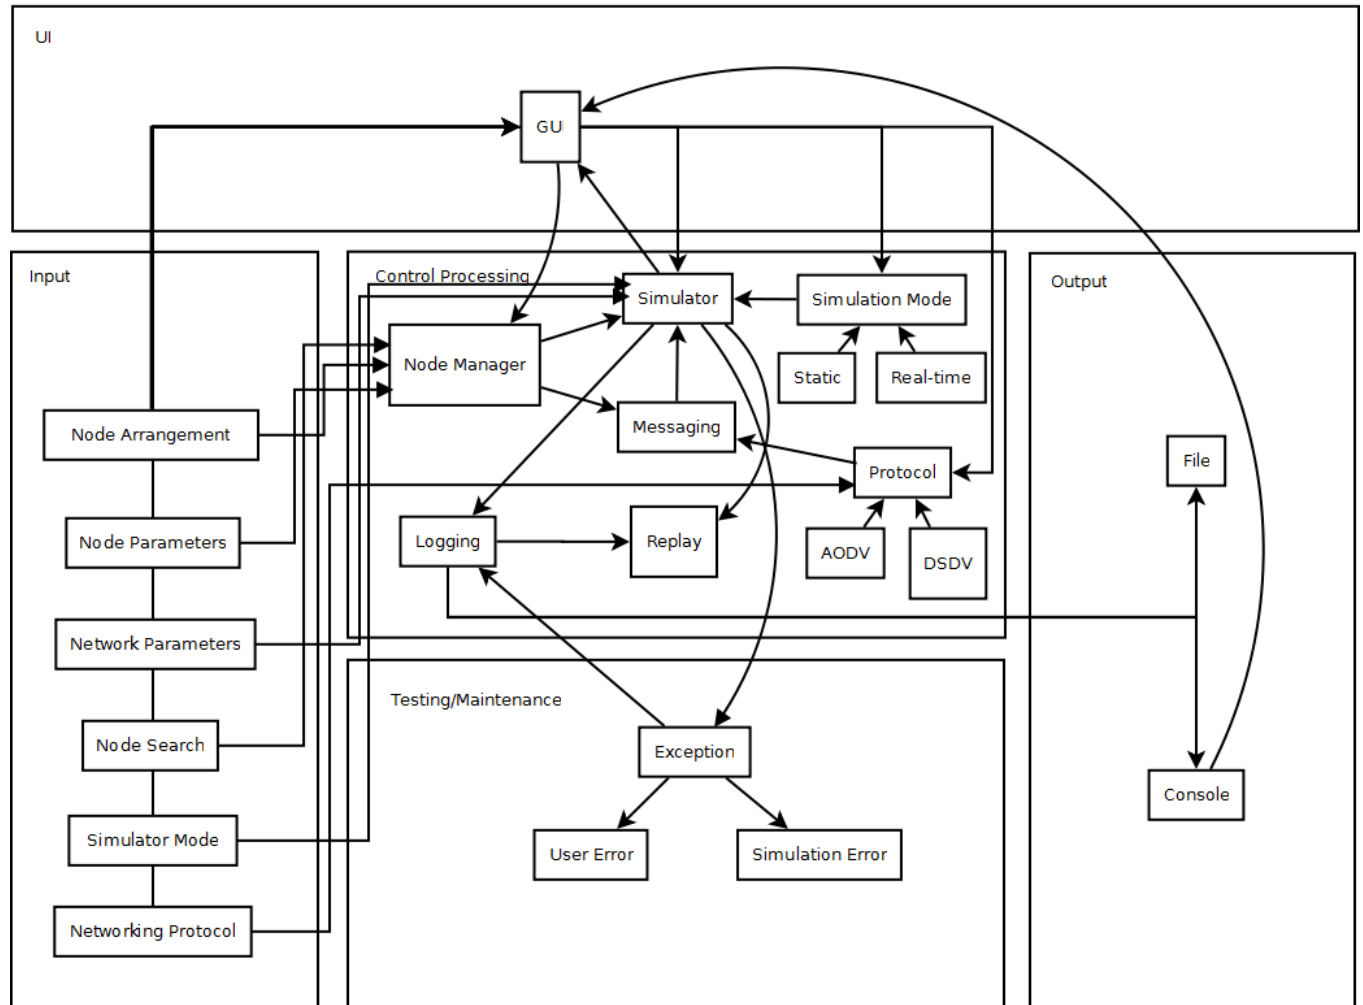 UI
GUI
Input
Control Processing
Output
Simulator
Simulation Mode
Node Manager
Static
Real-time
Messaging
Node Arrangement
File
Protocol
Node Parameters
Logging
Replay
AODV
DSDV
Network Parameters
Testing/Maintenance
Node Search
Exception
Console
Simulator Mode
User Error
Simulation Error
Networking Protocol